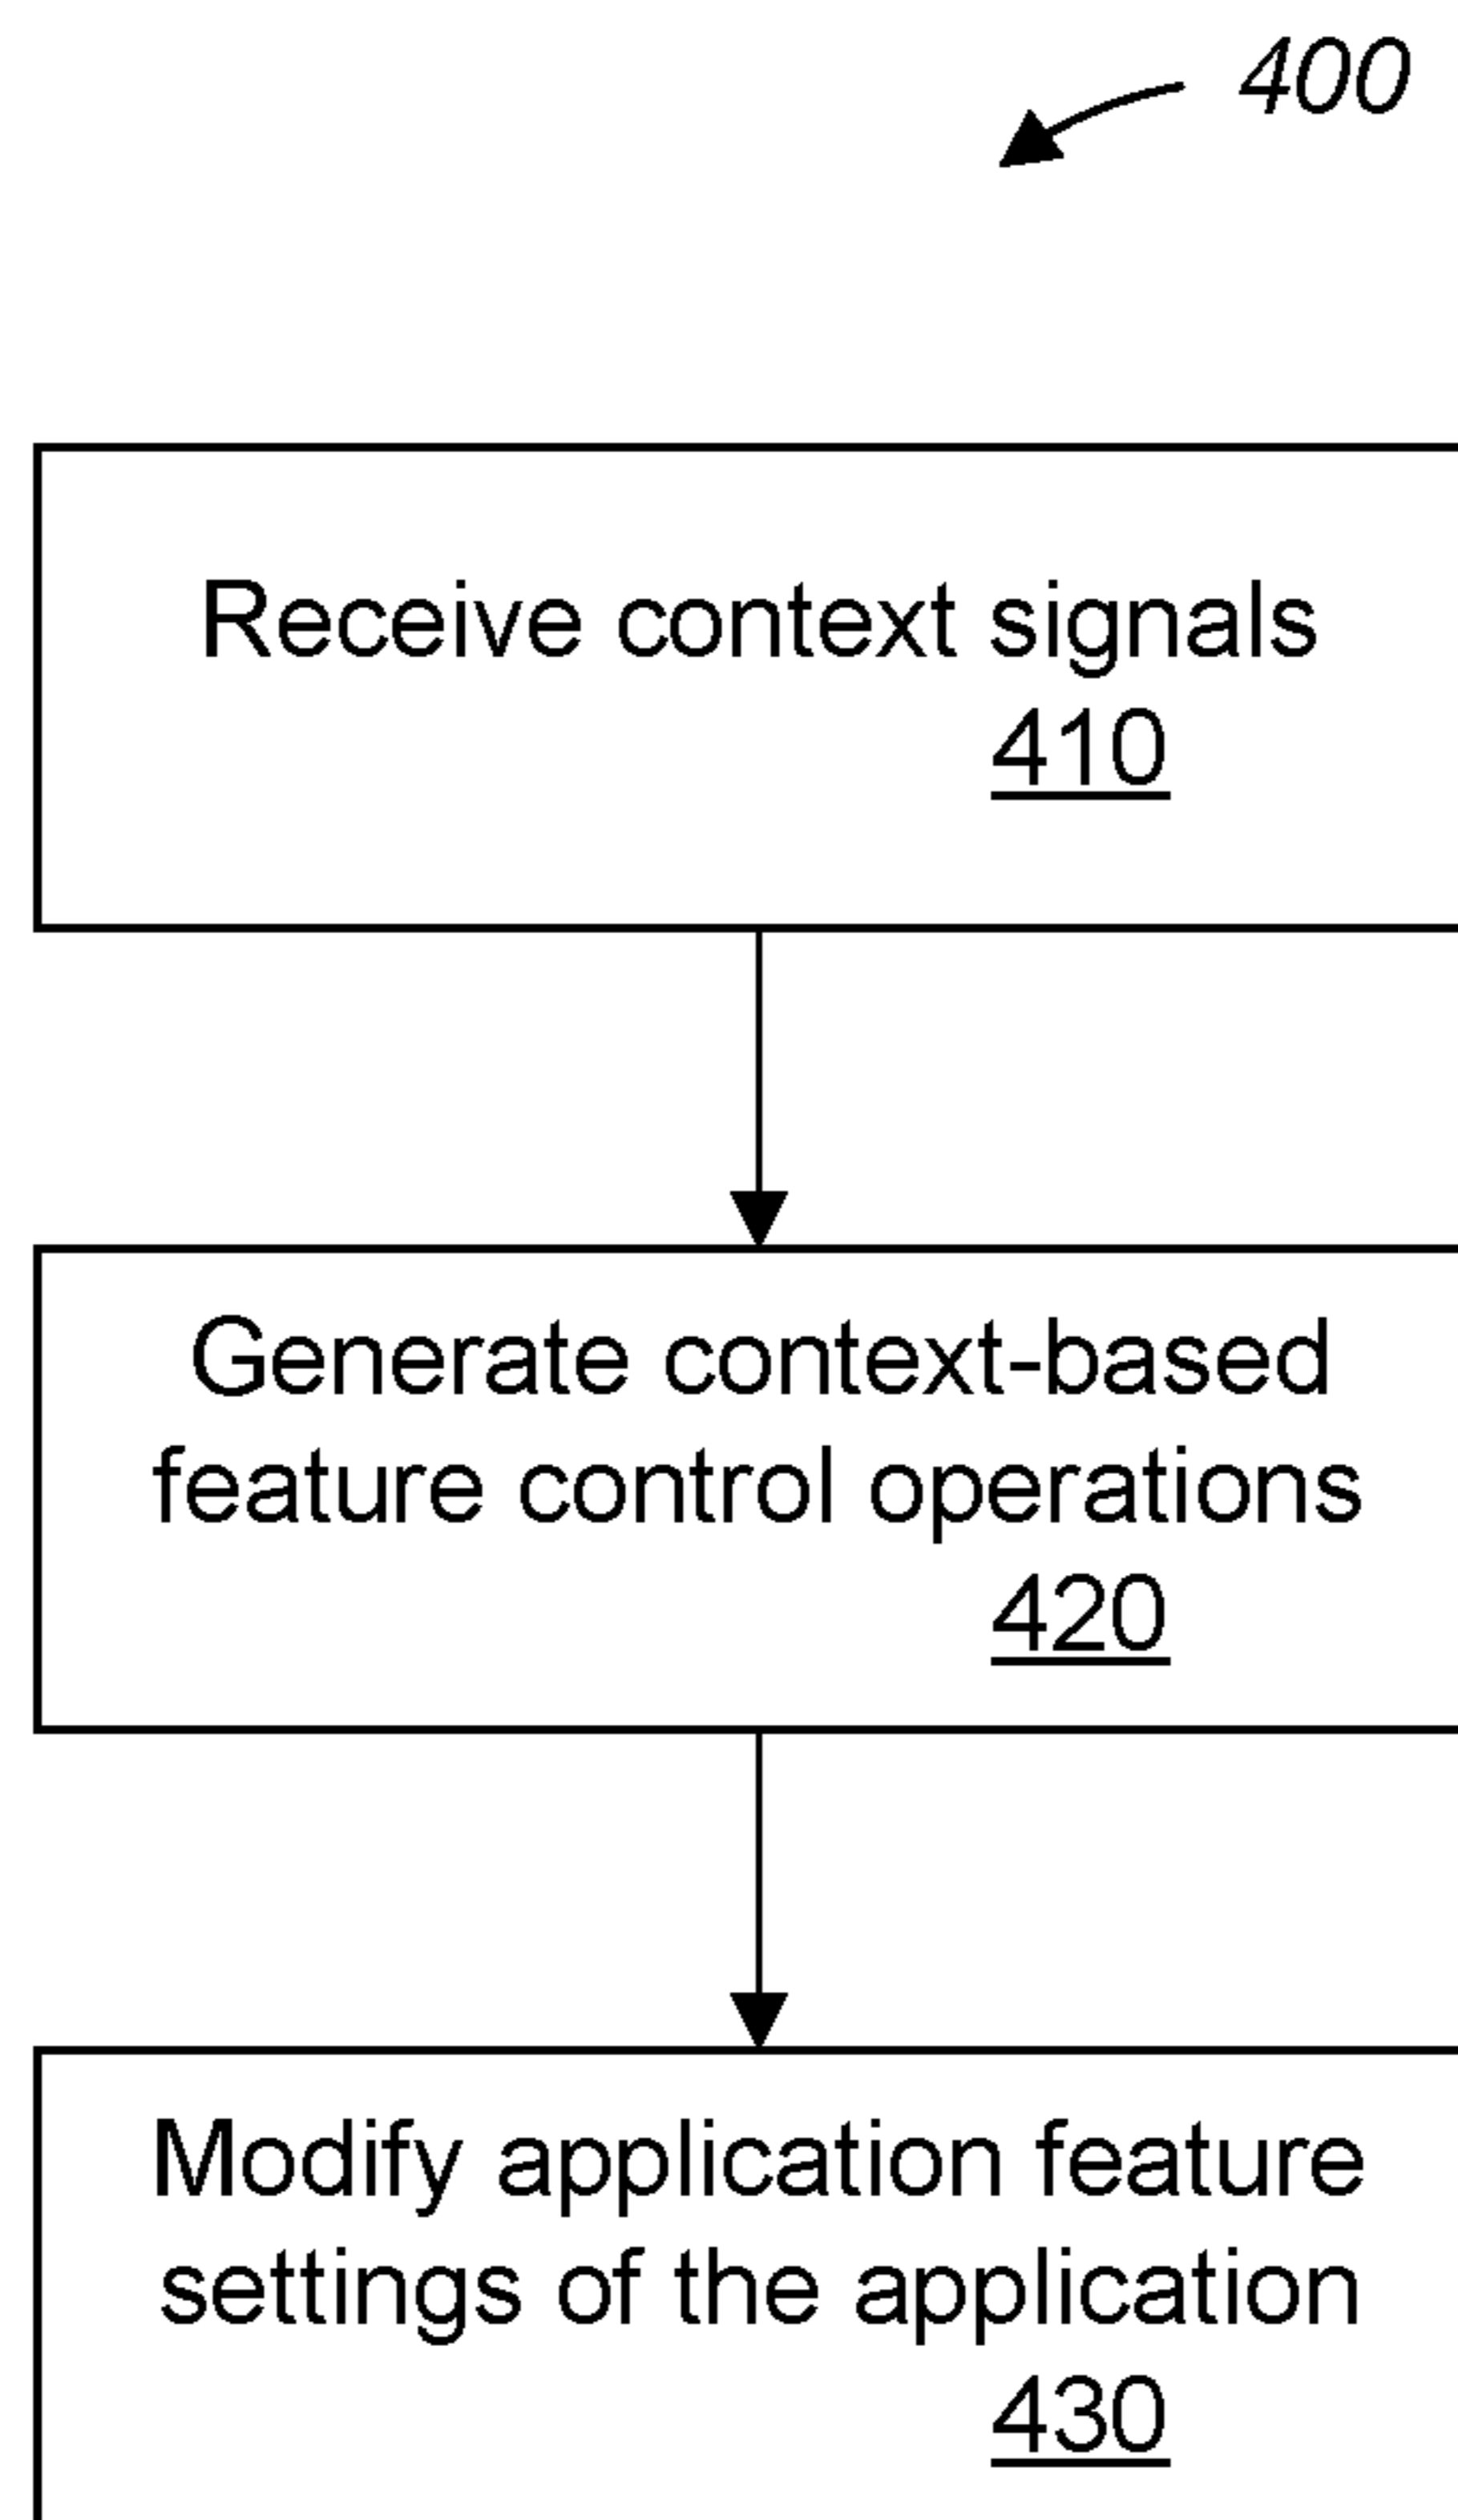 400
Receive context signals
410
Generate context-based
feature control operations
420
Modify application feature
settings of the application
430